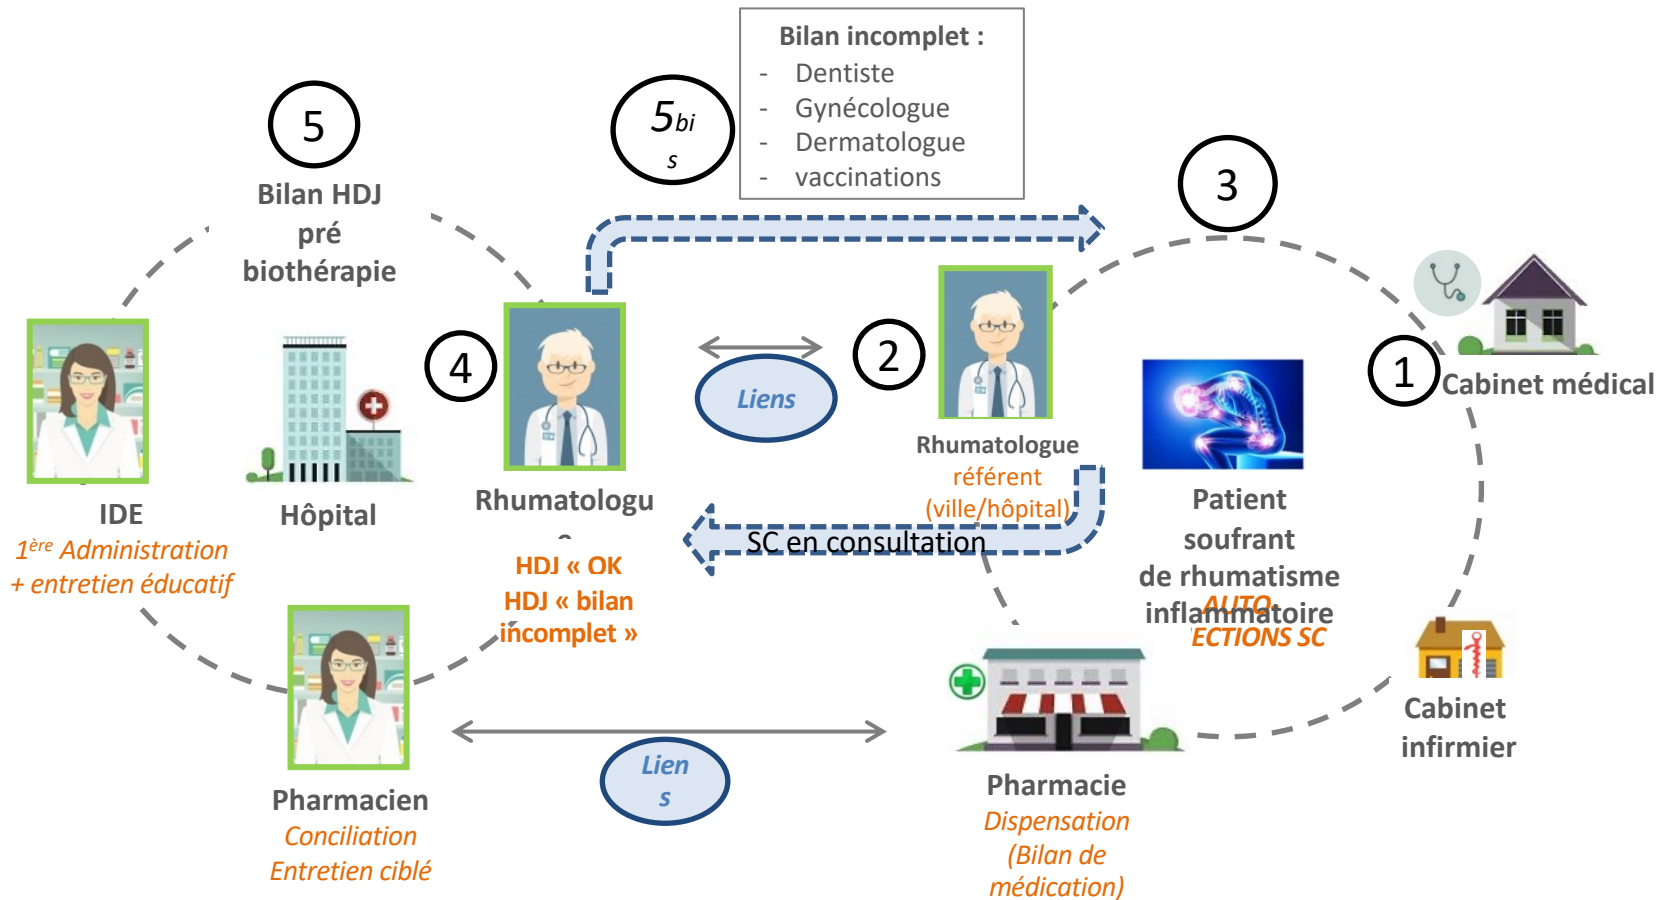 Bilan incomplet :
- Dentiste
- Gynécologue
- Dermatologue
- vaccinations
5bi
s
5
Bilan HDJ
pré
biothérapie
3
4
2
1
Liens
Cabinet médical
Rhumatologue
référent
(ville/hôpital)
IDE
1ère Administration
+ entretien éducatif
Hôpital
Rhumatologu
SC en consultation
HDJ « OK
HDJ « bilan
incomplet »
Patient
soufrant
de rhumatisme
inflammatoire
AUTO
ECTIONS SC
Cabinet
infirmier
Lien
s
Pharmacien
Conciliation
Entretien ciblé
Pharmacie
Dispensation
(Bilan de
médication)